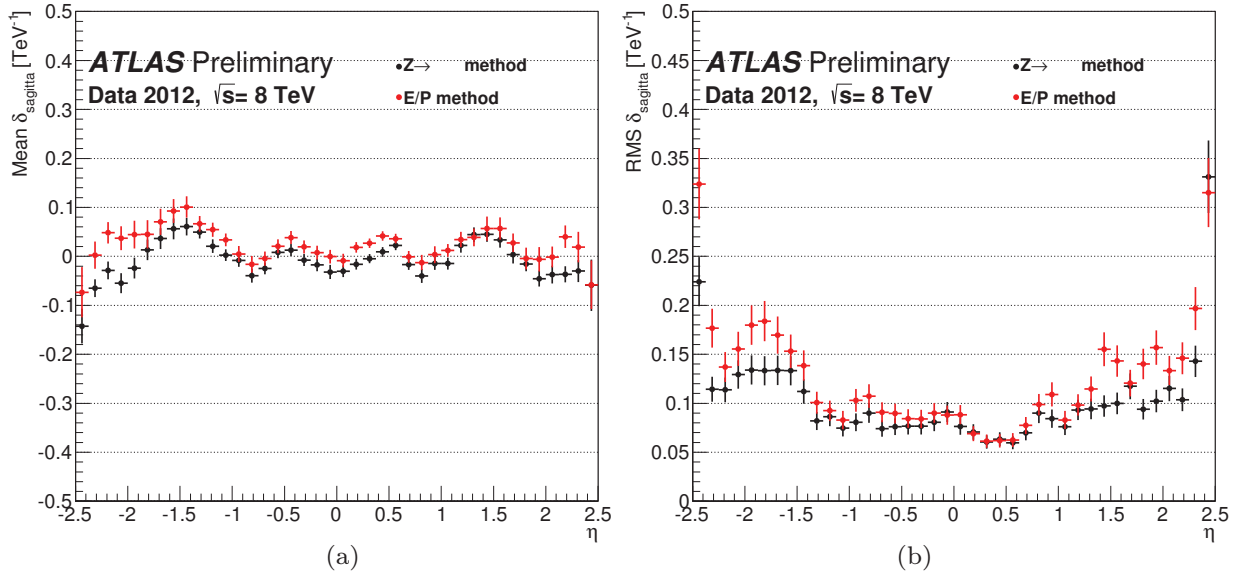 Mean δsagitta [TeV-1]
0.5
0.4
0.3
0.2
0.1
0
-0.1
-0.2
-0.3
-0.4
-0.5
ATLAS Preliminary
Data 2012, √s= 8 TeV
Z→ method
E/P method
-2.5 -2 -1.5 -1 -0.5 0 0.5 1 1.5 2 2.5
η
(a)
RMS δsagitta [TeV-1]
0.5
0.45
0.4
0.35
0.3
0.25
0.2
0.15
0.1
0.05
0
ATLAS Preliminary
Data 2012, √s= 8 TeV
Z→ method
E/P method
-2.5 -2 -1.5 -1 -0.5 0 0.5 1 1.5 2 2.5
η
(b)